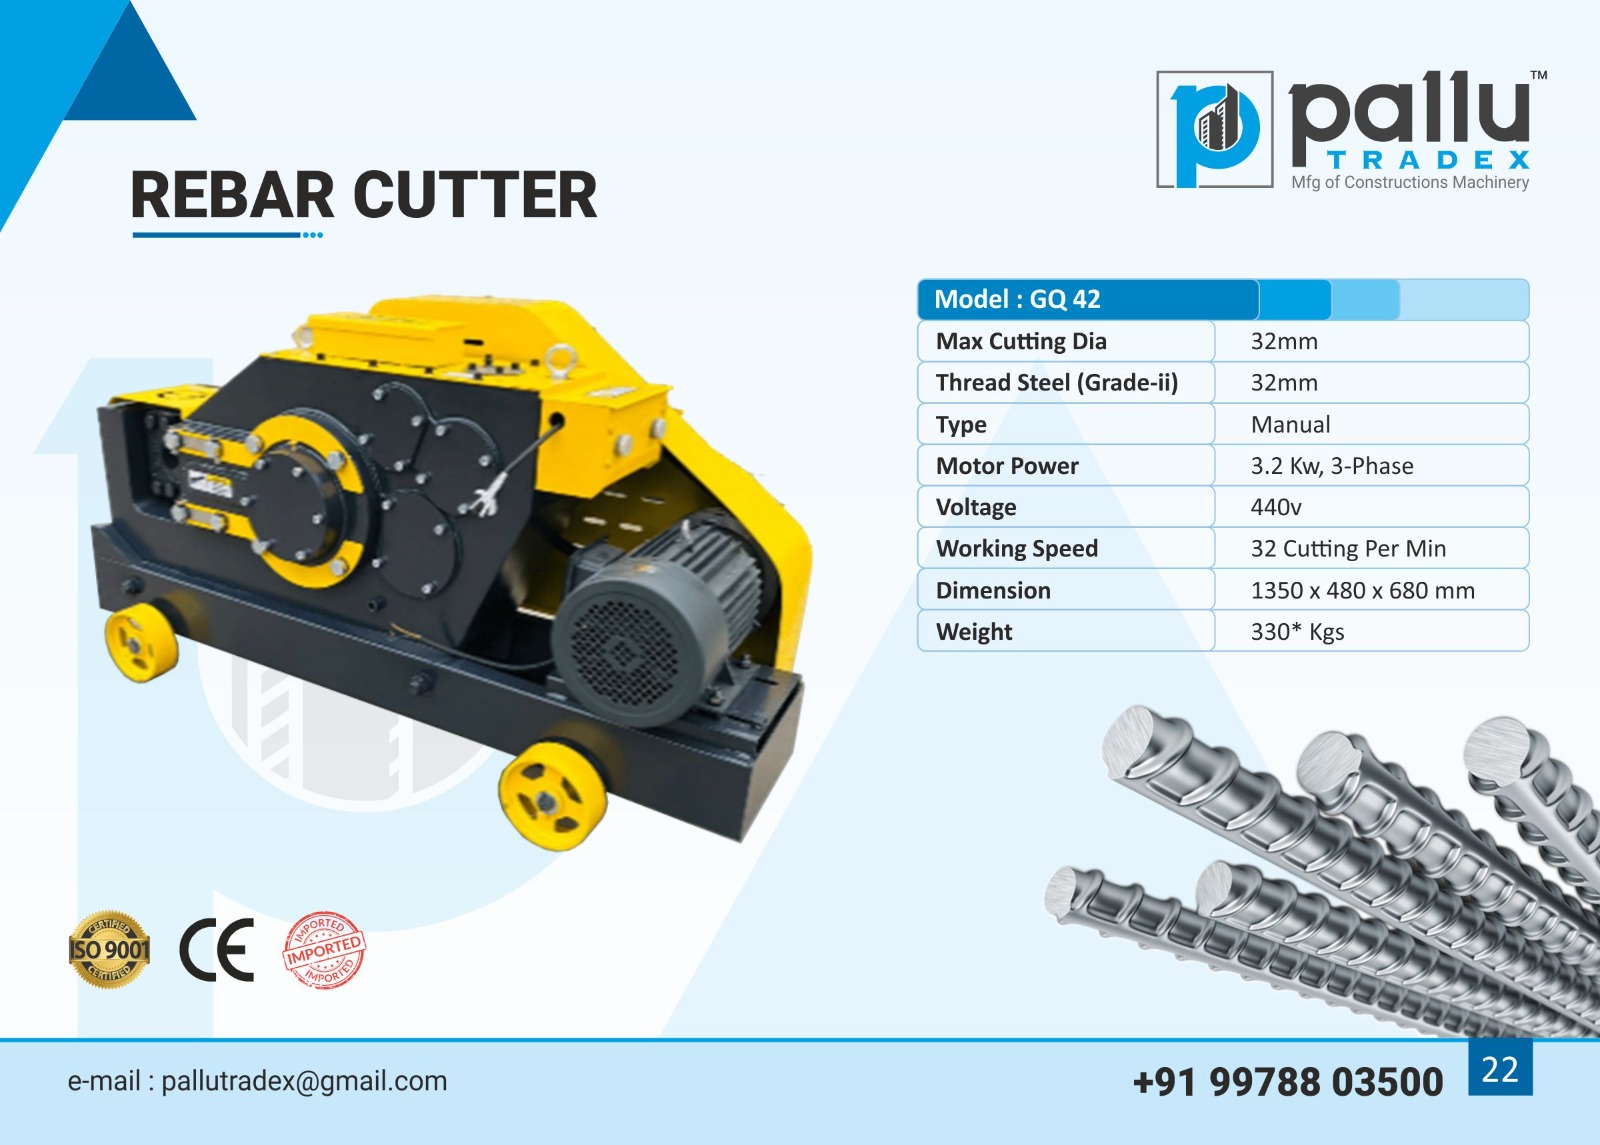 pallu™
TRADEX
Mfg of Constructions Machinery
REBAR CUTTER
Model : GQ 42
Max Cutting Dia 32mm
Thread Steel (Grade-ii) 32mm
Type Manual
Motor Power 3.2 Kw, 3-Phase
Voltage 440v
Working Speed 32 Cutting Per Min
Dimension 1350 x 480 x 680 mm
Weight 330* Kgs
CERTIFIED
ISO 9001
CERTIFIED
CE
IMPORTED
IMPORTED
IMPORTED
e-mail : pallutradex@gmail.com
+91 99788 03500
22